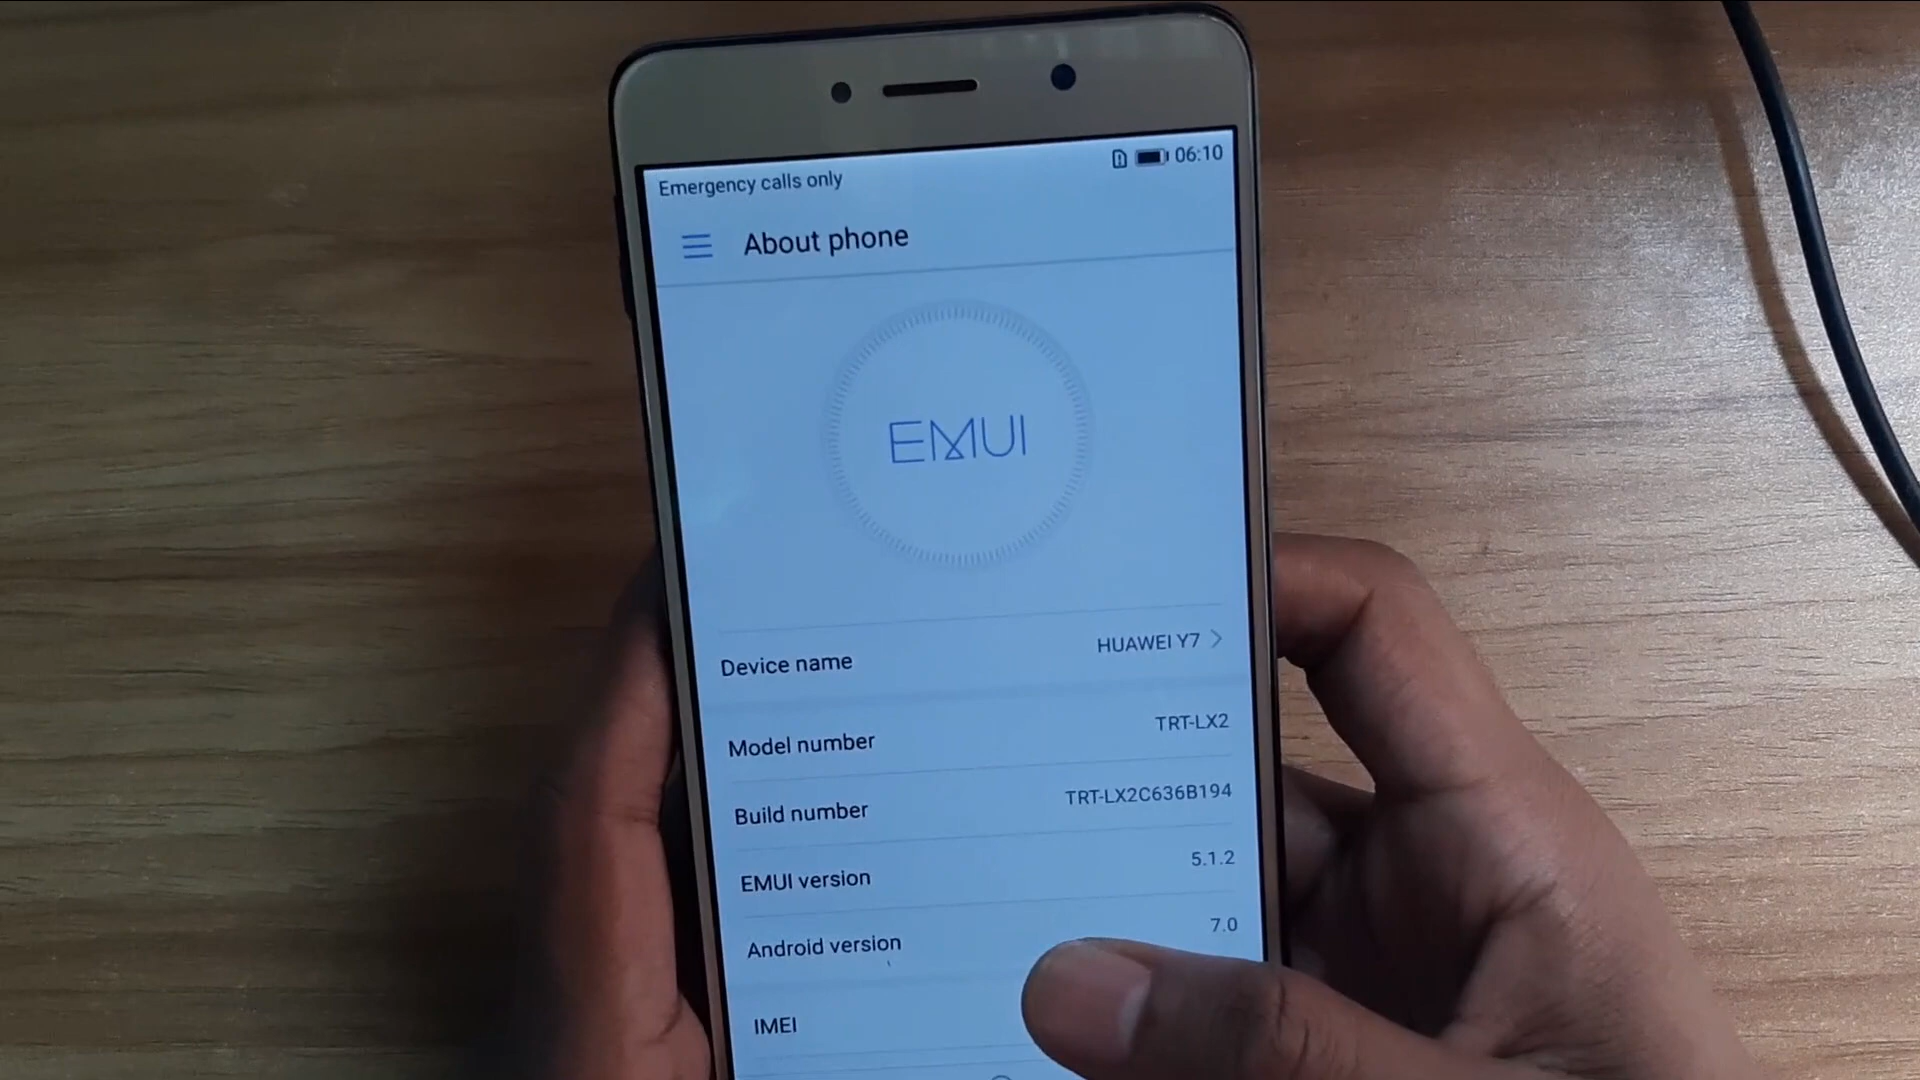 Emergency calls only 06:10
About phone
EMUI
Device name HUAWEI Y7
Model number TRT-LX2
Build number TRT-LX2C636B194
EMUI version 5.1.2
Android version 7.0
IMEI